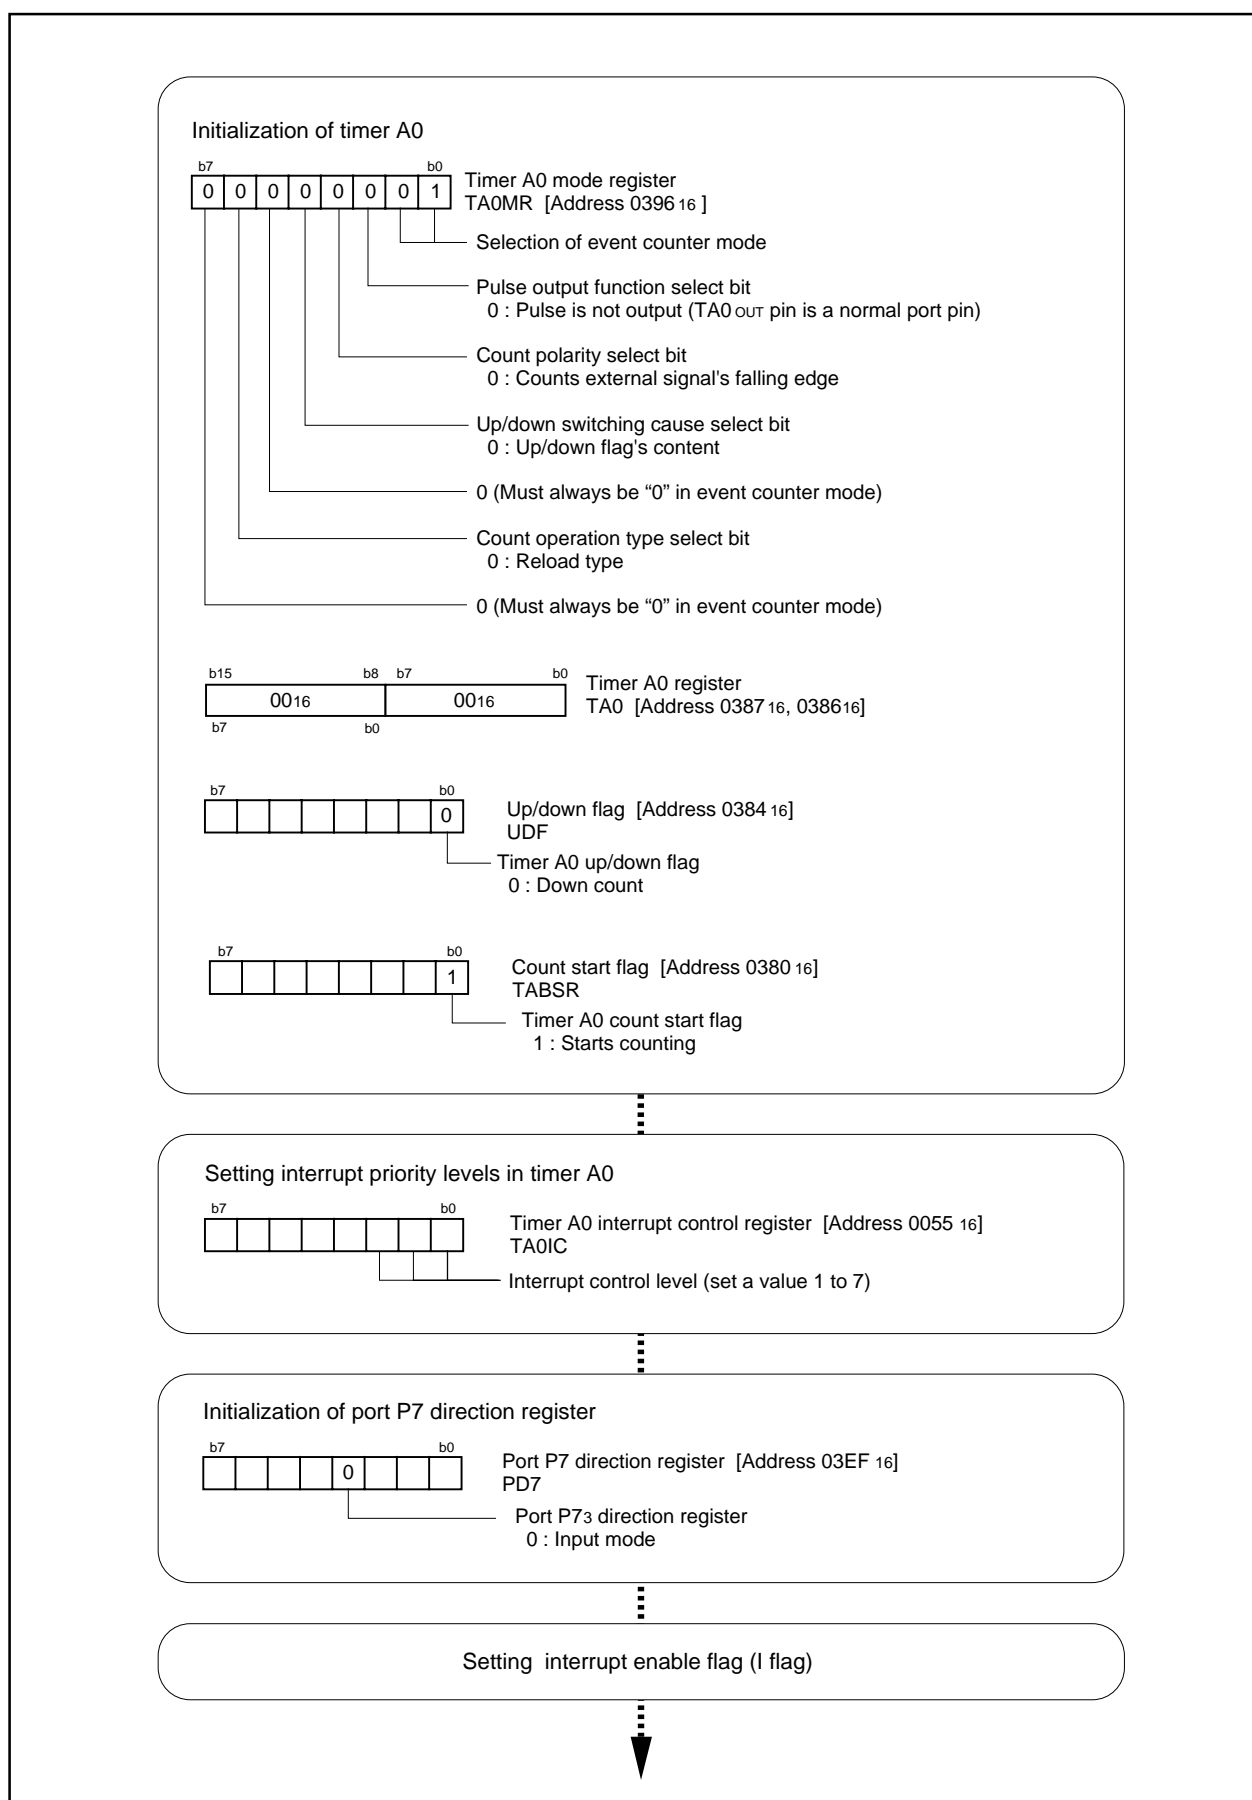 Initialization of timer A0
b7 b0
0 0 0 0 0 0 0 1
Timer A0 mode register
TA0MR [Address 0396 16 ]
Selection of event counter mode
Pulse output function select bit
0 : Pulse is not output (TA0 OUT pin is a normal port pin)
Count polarity select bit
0 : Counts external signal's falling edge
Up/down switching cause select bit
0 : Up/down flag's content
0 (Must always be “0” in event counter mode)
Count operation type select bit
0 : Reload type
0 (Must always be “0” in event counter mode)
b15 b8 b7 b0
0016 0016
b7 b0
Timer A0 register
TA0 [Address 0387 16, 038616]
b7 b0
0
Up/down flag [Address 0384 16]
UDF
Timer A0 up/down flag
0 : Down count
b7 b0
1
Count start flag [Address 0380 16]
TABSR
Timer A0 count start flag
1 : Starts counting
Setting interrupt priority levels in timer A0
b7 b0
Timer A0 interrupt control register [Address 0055 16]
TA0IC
Interrupt control level (set a value 1 to 7)
Initialization of port P7 direction register
b7 b0
0
Port P7 direction register [Address 03EF 16]
PD7
Port P73 direction register
0 : Input mode
Setting interrupt enable flag (I flag)